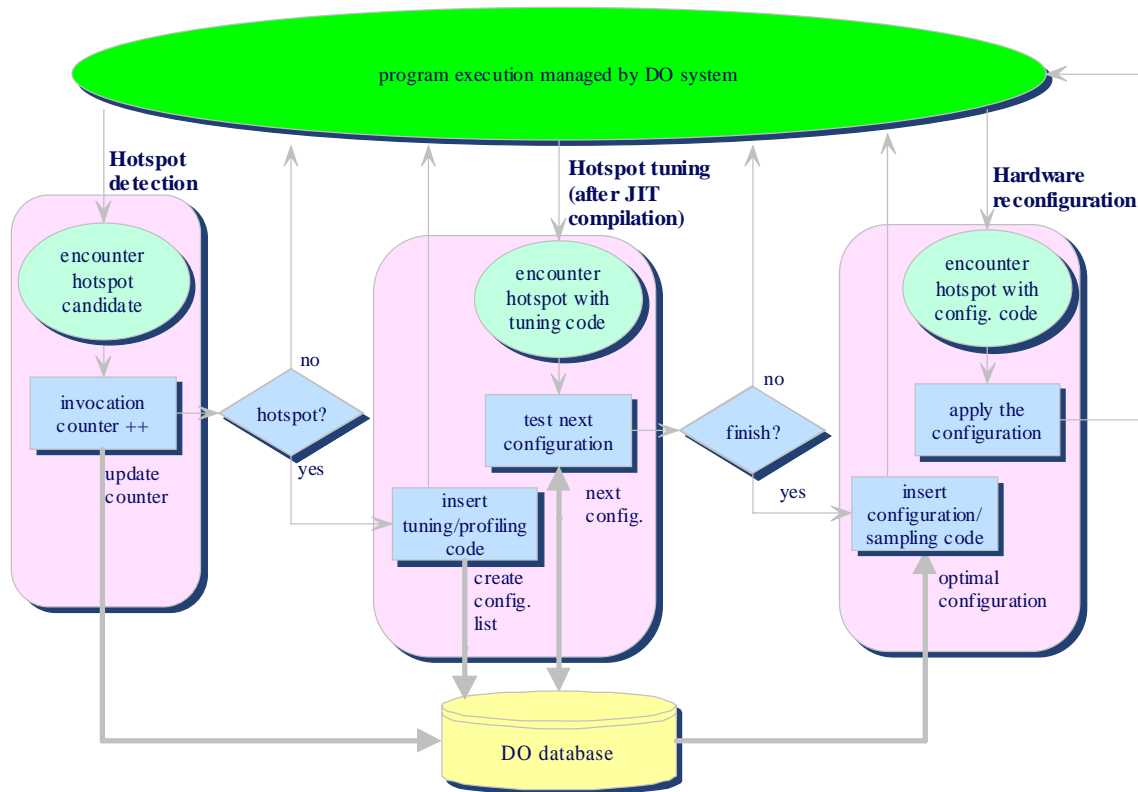 program execution managed by DO system
Hotspot
detection
Hotspot tuning
(after JIT
compilation)
Hardware
reconfiguration
encounter
hotspot
candidate
encounter
hotspot with
tuning code
encounter
hotspot with
config. code
no
no
invocation
counter ++
hotspot?
test next
configuration
finish?
apply the
configuration
update
counter
yes
insert
tuning/profiling
code
next
config.
yes
insert
configuration/
sampling code
create
config.
list
optimal
configuration
DO database